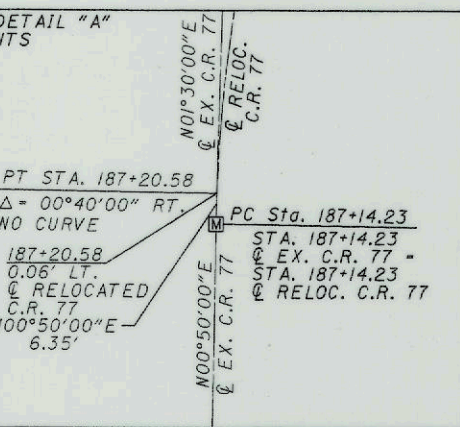 DETAIL "A"
NTS
N01°30'00"E
℄ EX. C.R. 77
℄ RELOC.
C.R. 77
PT STA. 187+20.58
Δ = 00°40'00" RT.
NO CURVE
187+20.58
0.06' LT.
℄ RELOCATED
C.R. 77
N00°50'00"E
6.35'
M
PC Sta. 187+14.23
STA. 187+14.23
℄ EX. C.R. 77 =
STA. 187+14.23
℄ RELOC. C.R. 77
N00°50'00"E
℄ EX. C.R. 77